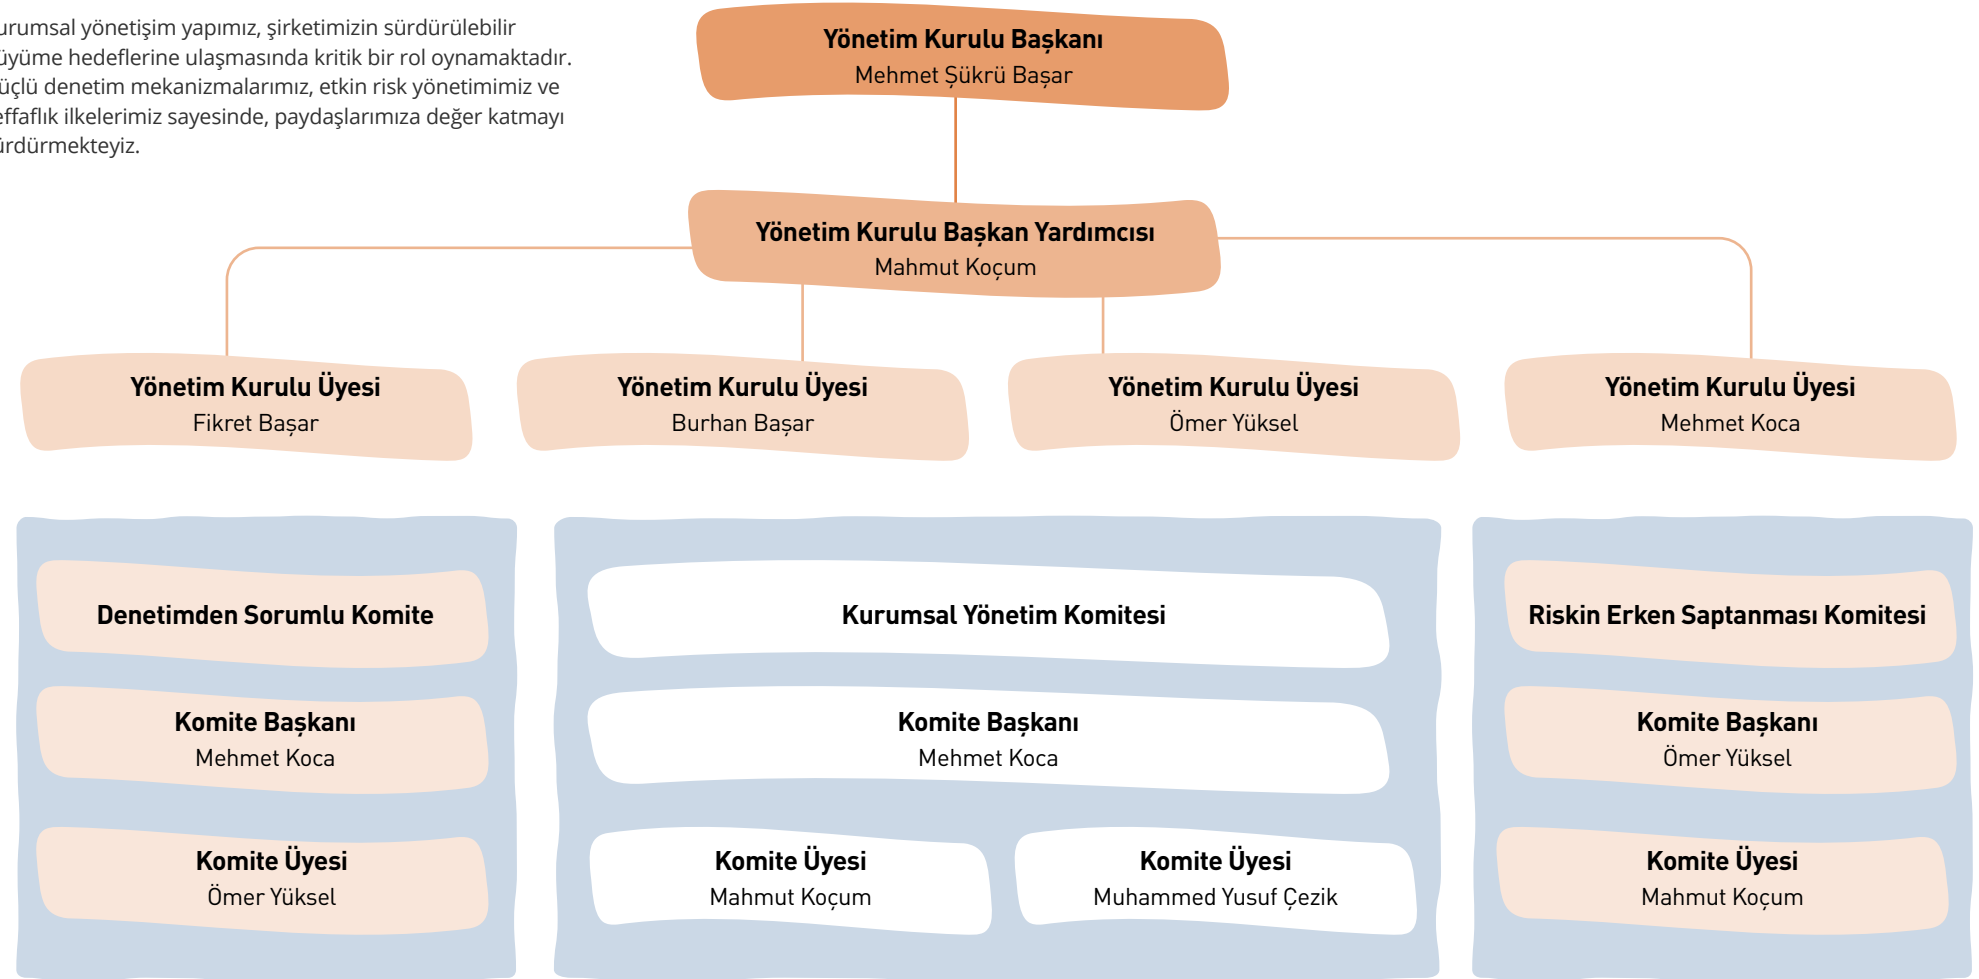 urumsal yönetişim yapımız, şirketimizin sürdürülebilir
üyüme hedeflerine ulaşmasında kritik bir rol oynamaktadır.
üçlü denetim mekanizmalarımız, etkin risk yönetimimiz ve
effaflık ilkelerimiz sayesinde, paydaşlarımıza değer katmayı
ürdürmekteyiz.
Yönetim Kurulu Başkanı
Mehmet Şükrü Başar
Yönetim Kurulu Başkan Yardımcısı
Mahmut Koçum
Yönetim Kurulu Üyesi
Fikret Başar
Yönetim Kurulu Üyesi
Burhan Başar
Yönetim Kurulu Üyesi
Ömer Yüksel
Yönetim Kurulu Üyesi
Mehmet Koca
Denetimden Sorumlu Komite
Komite Başkanı
Mehmet Koca
Komite Üyesi
Ömer Yüksel
Kurumsal Yönetim Komitesi
Komite Başkanı
Mehmet Koca
Komite Üyesi
Mahmut Koçum
Komite Üyesi
Muhammed Yusuf Çezik
Riskin Erken Saptanması Komitesi
Komite Başkanı
Ömer Yüksel
Komite Üyesi
Mahmut Koçum